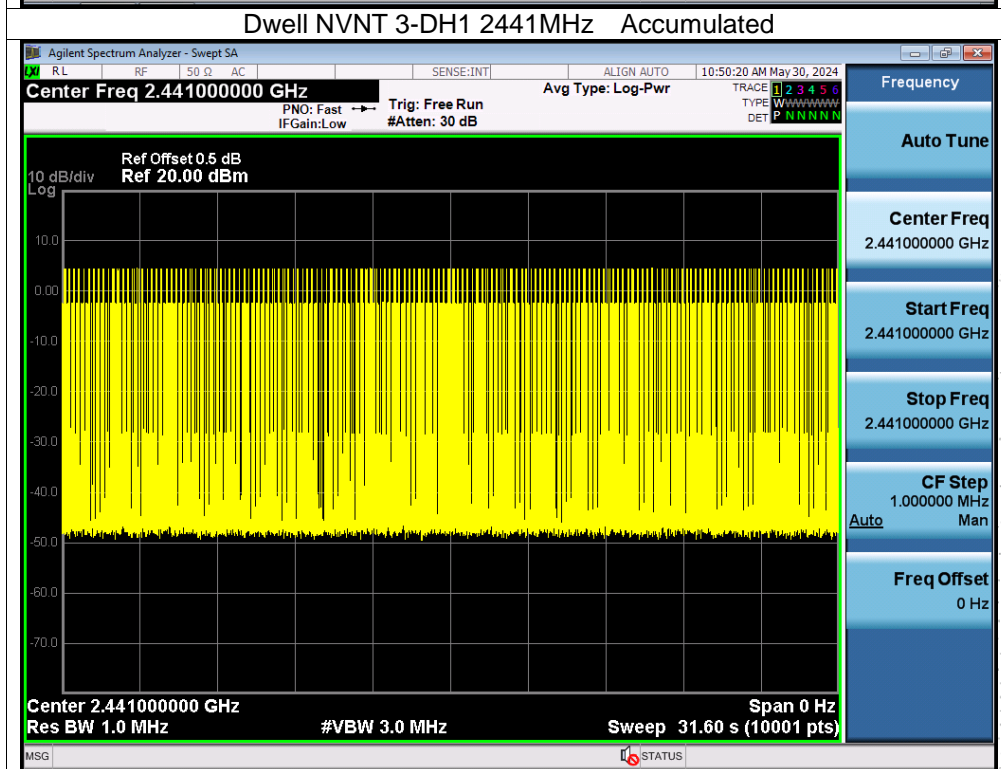 Dwell NVNT 3-DH1 2441MHz Accumulated
Agilent Spectrum Analyzer - Swept SA
LXI RL RF 50 Ω AC SENSE:INT ALIGN AUTO 10:50:20 AM May 30, 2024
Center Freq 2.441000000 GHz
PNO: Fast
IFGain:Low
Trig: Free Run
#Atten: 30 dB
Avg Type: Log-Pwr
TRACE 1 2 3 4 5 6
TYPE WWWWWW
DET P N N N N N
Ref Offset 0.5 dB
10 dB/div Ref 20.00 dBm
Log
10.0
0.00
-10.0
-20.0
-30.0
-40.0
-50.0
-60.0
-70.0
Center 2.441000000 GHz Span 0 Hz
Res BW 1.0 MHz #VBW 3.0 MHz Sweep 31.60 s (10001 pts)
MSG STATUS
Frequency
Auto Tune
Center Freq
2.441000000 GHz
Start Freq
2.441000000 GHz
Stop Freq
2.441000000 GHz
CF Step
1.000000 MHz
Auto Man
Freq Offset
0 Hz